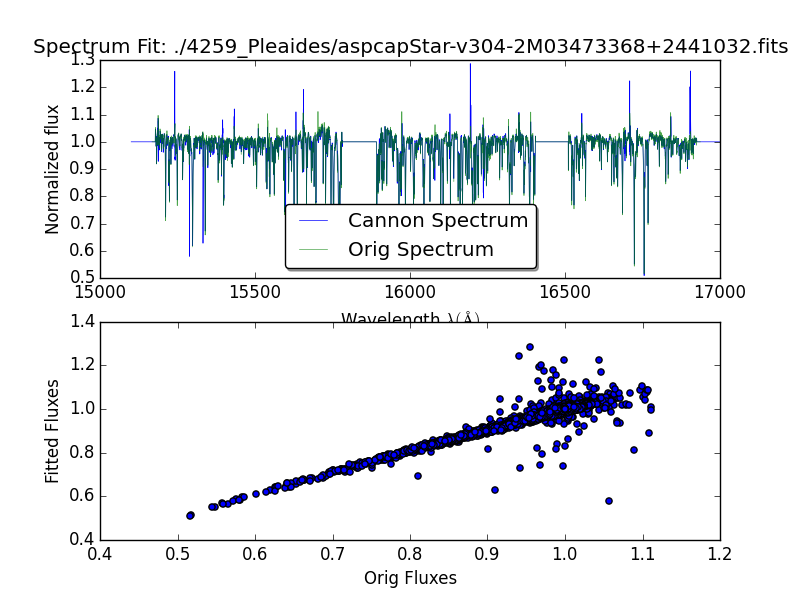 Spectrum Fit: ./4259_Pleaides/aspcapStar-v304-2M03473368+2441032.fits
1.3
1.2
1.1
1.0
0.9
0.8
0.7
0.6
0.5
Normalized flux
Cannon Spectrum
Orig Spectrum
15000 15500 16000 16500 17000
Wavelength λ(Å)
1.4
1.2
1.0
0.8
0.6
0.4
Fitted Fluxes
0.4 0.5 0.6 0.7 0.8 0.9 1.0 1.1 1.2
Orig Fluxes